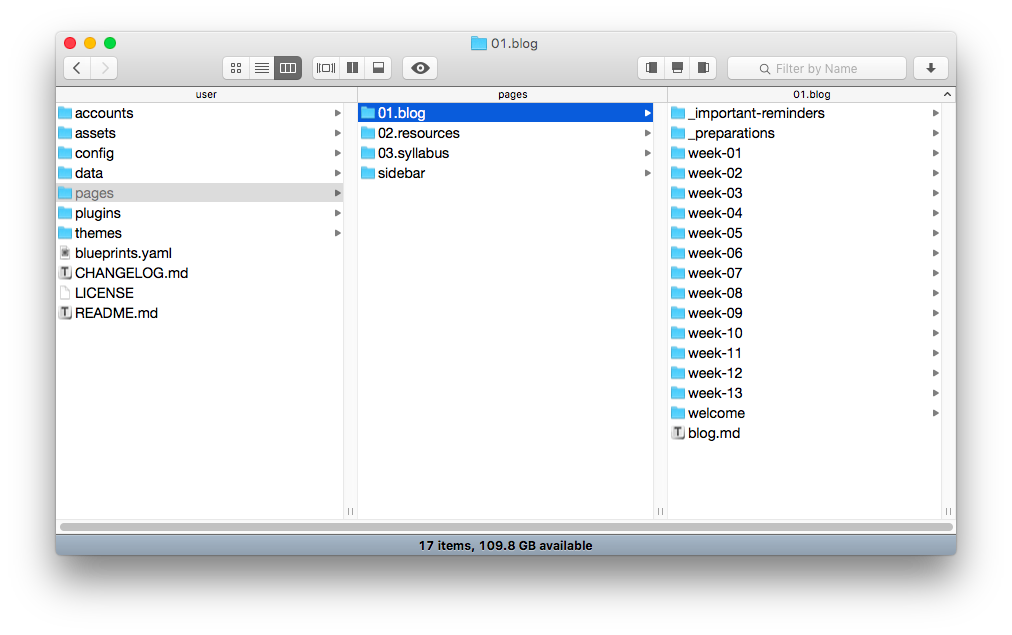 01.blog
Filter by Name
user
pages
01.blog
accounts
assets
config
data
pages
plugins
themes
blueprints.yaml
CHANGELOG.md
LICENSE
README.md
01.blog
02.resources
03.syllabus
sidebar
_important-reminders
_preparations
week-01
week-02
week-03
week-04
week-05
week-06
week-07
week-08
week-09
week-10
week-11
week-12
week-13
welcome
blog.md
17 items, 109.8 GB available